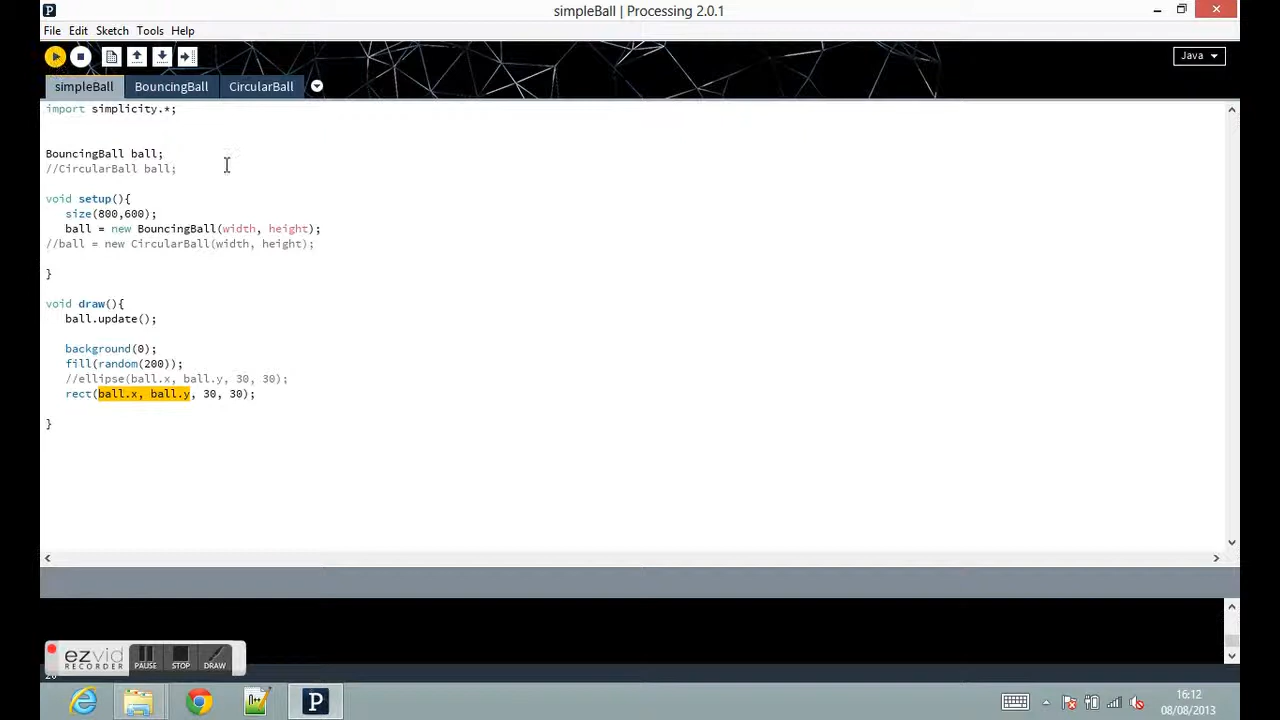 simpleBall | Processing 2.0.1
File Edit Sketch Tools Help
Java
simpleBall BouncingBall CircularBall
import simplicity.*;
BouncingBall ball;
//CircularBall ball;
void setup(){
size(800,600);
ball = new BouncingBall(width, height);
//ball = new CircularBall(width, height);
}
void draw(){
ball.update();
background(0);
fill(random(200));
//ellipse(ball.x, ball.y, 30, 30);
rect(ball.x, ball.y, 30, 30);
}
ezvid
RECORDER
PAUSE STOP DRAW
16:12
08/08/2013